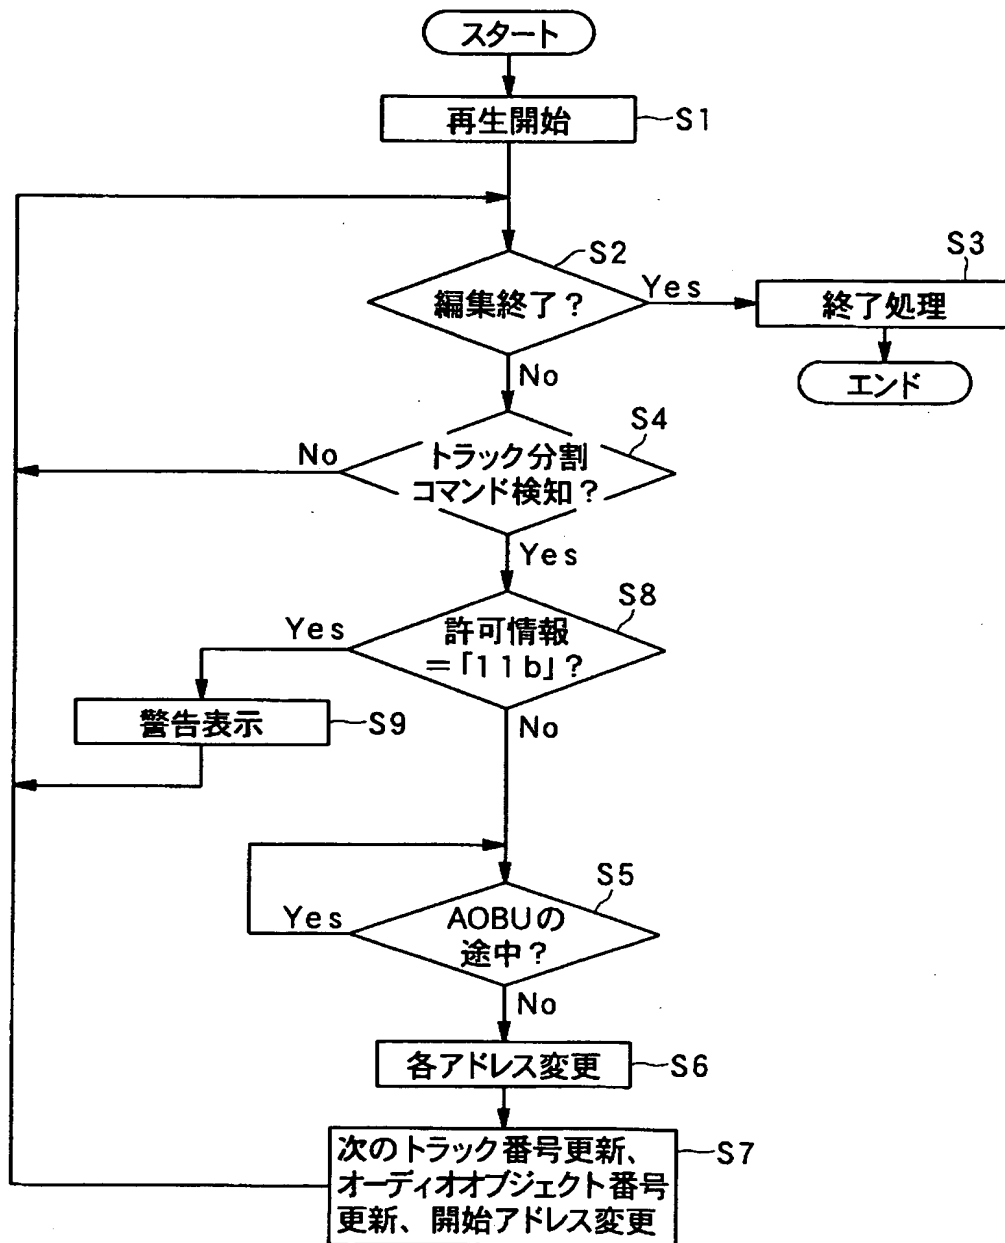 スタート
再生開始
S1
S2
編集終了?
Yes
S3
終了処理
エンド
No
S4
No
トラック分割
コマンド検知?
Yes
S8
Yes
許可情報
=「11b」?
警告表示
S9
No
S5
Yes
AOBUの
途中?
No
各アドレス変更
S6
次のトラック番号更新、
オーディオオブジェクト番号
更新、開始アドレス変更
S7